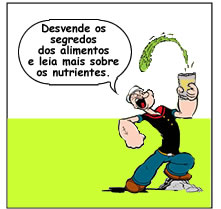 Desvende os
segredos
dos alimentos
e leia mais sobre
os nutrientes.